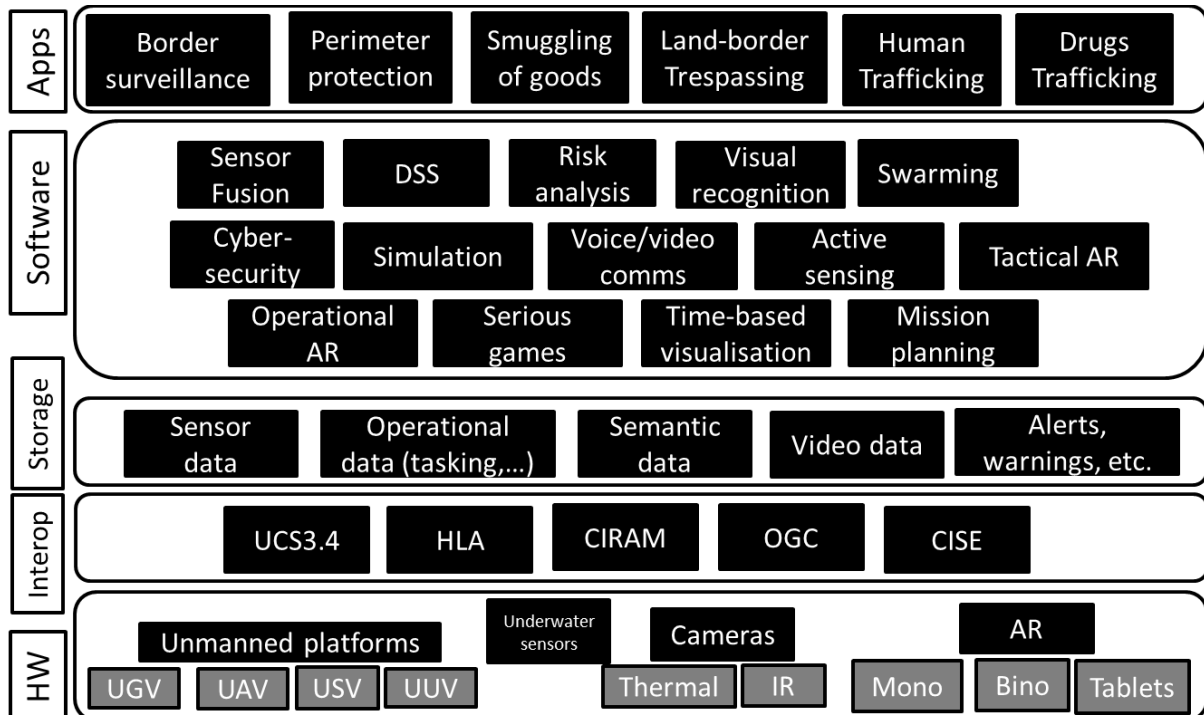 Apps
Border
surveillance
Perimeter
protection
Smuggling
of goods
Land-border
Trespassing
Human
Trafficking
Drugs
Trafficking
Software
Sensor
Fusion
DSS
Risk
analysis
Visual
recognition
Swarming
Cyber-
security
Simulation
Voice/video
comms
Active
sensing
Tactical AR
Operational
AR
Serious
games
Time-based
visualisation
Mission
planning
Storage
Sensor
data
Operational
data (tasking,...)
Semantic
data
Video data
Alerts,
warnings, etc.
Interop
UCS3.4
HLA
CIRAM
OGC
CISE
HW
Unmanned platforms
UGV
UAV
USV
UUV
Underwater
sensors
Cameras
Thermal
IR
AR
Mono
Bino
Tablets